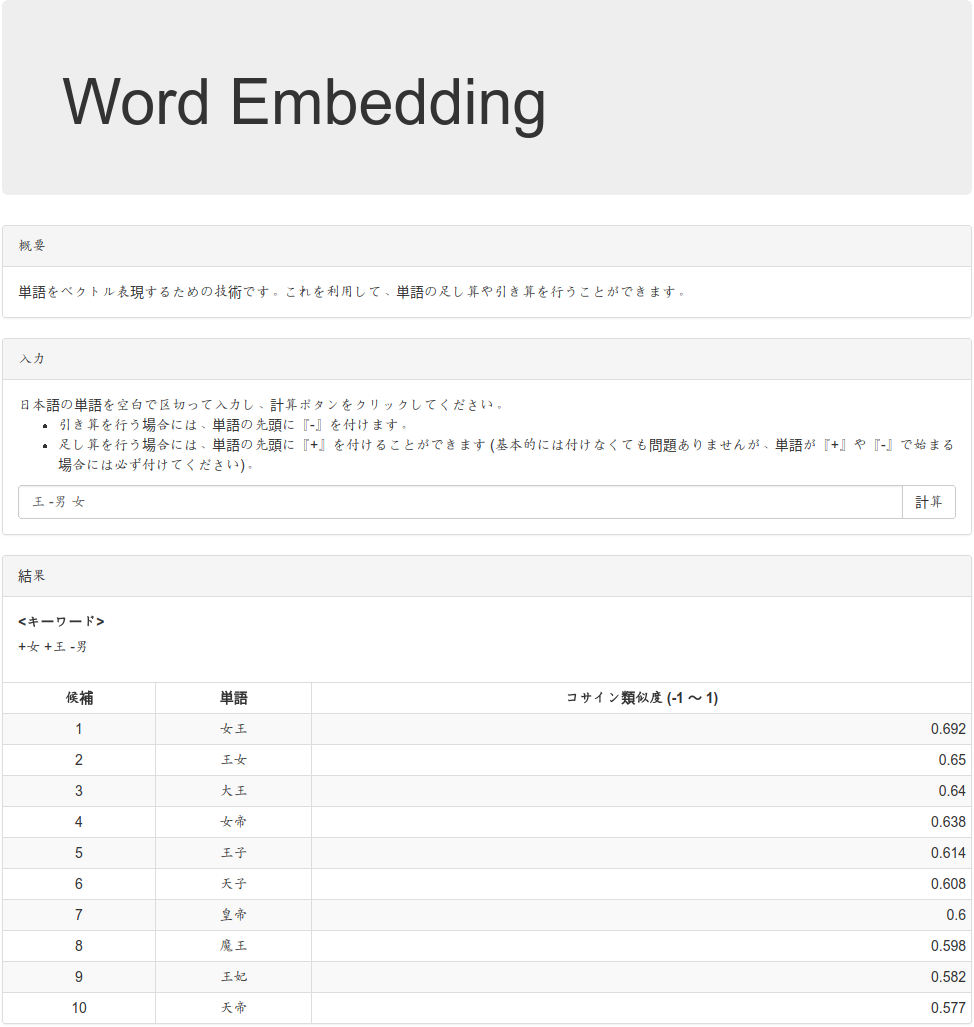 Word Embedding
概要
単語をベクトル表現するための技術です。これを利用して、単語の足し算や引き算を行うことができます。
入力
日本語の単語を空白で区切って入力し、計算ボタンをクリックしてください。
• 引き算を行う場合には、単語の先頭に『-』を付けます。
• 足し算を行う場合には、単語の先頭に『+』を付けることができます (基本的には付けなくても問題ありませんが、単語が『+』や『-』で始まる
場合には必ず付けてください)。
王 -男 女 計算
結果
<キーワード>
+女 +王 -男
候補 単語 コサイン類似度 (-1 ～ 1)
1 女王 0.692
2 王女 0.65
3 大王 0.64
4 女帝 0.638
5 王子 0.614
6 天子 0.608
7 皇帝 0.6
8 魔王 0.598
9 王妃 0.582
10 天帝 0.577